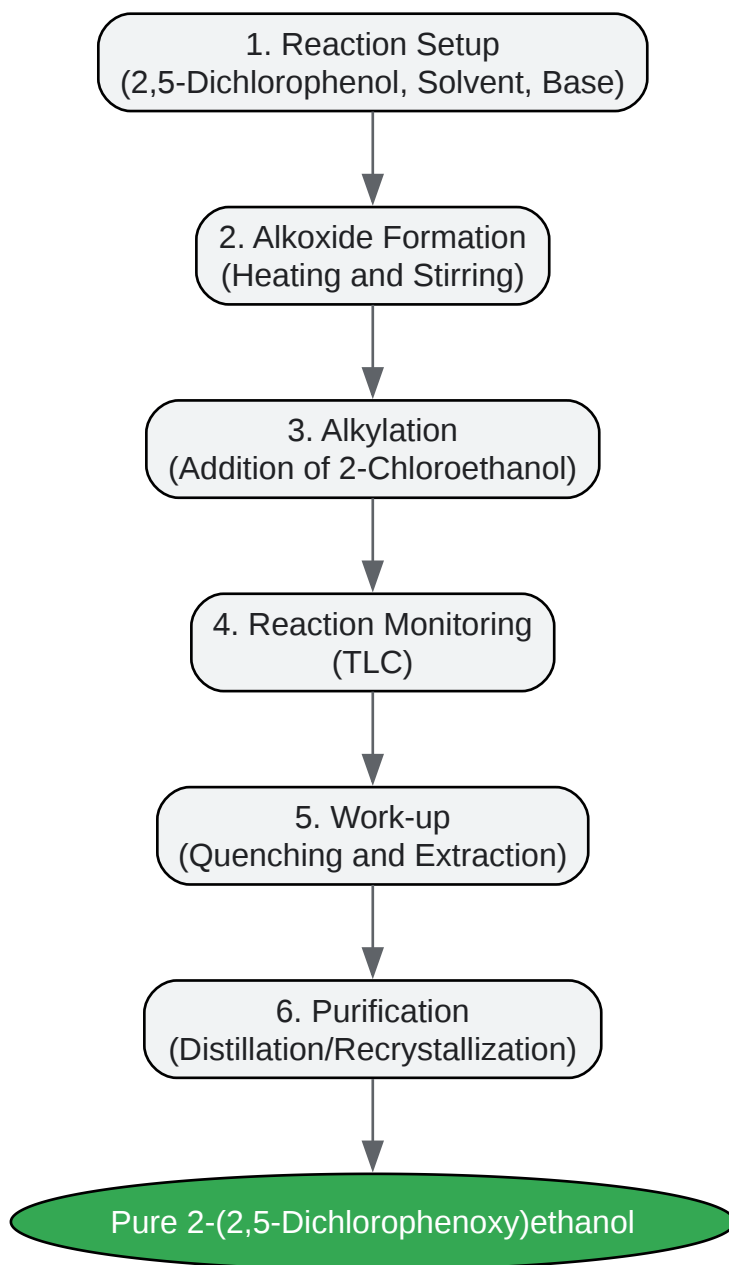 1. Reaction Setup
(2,5-Dichlorophenol, Solvent, Base)
2. Alkoxide Formation
(Heating and Stirring)
3. Alkylation
(Addition of 2-Chloroethanol)
4. Reaction Monitoring
(TLC)
5. Work-up
(Quenching and Extraction)
6. Purification
(Distillation/Recrystallization)
Pure 2-(2,5-Dichlorophenoxy)ethanol